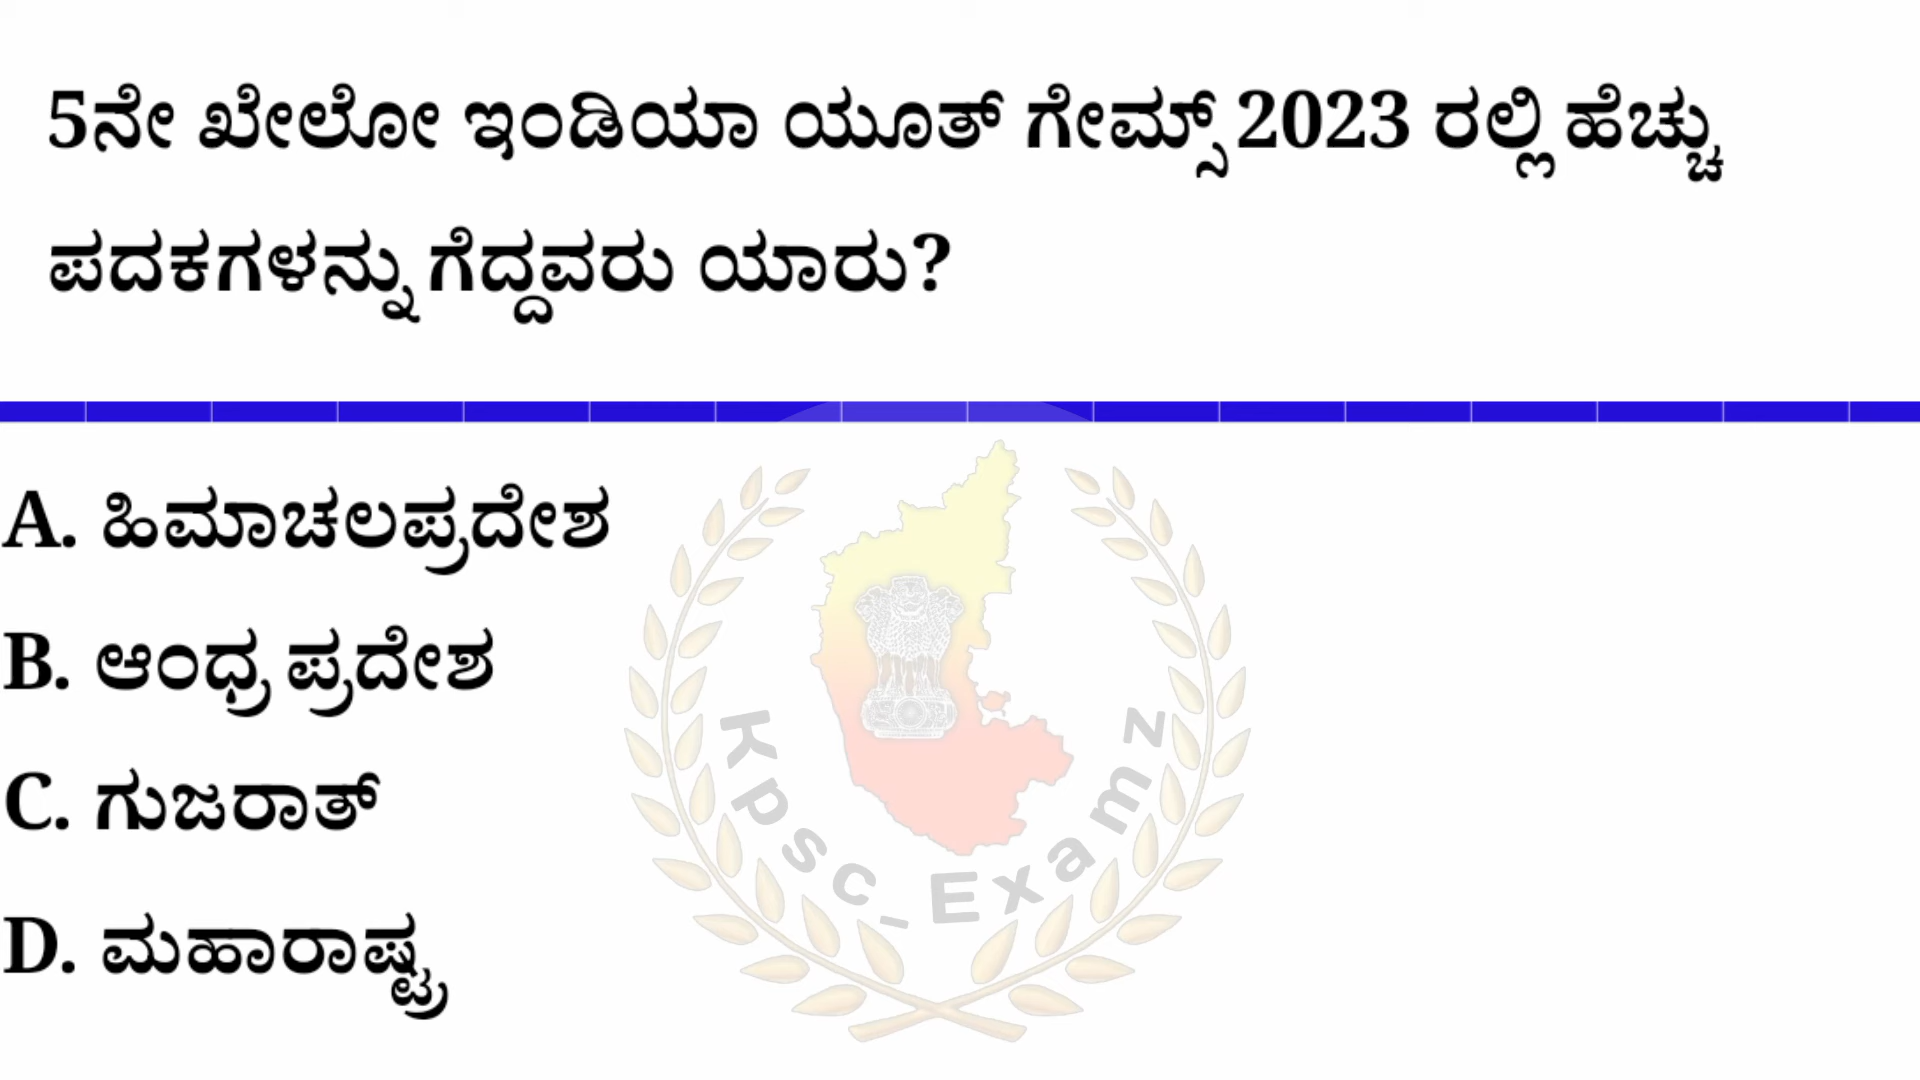 5ನೇ ಖೇಲೋ ಇಂಡಿಯಾ ಯೂತ್ ಗೇಮ್ಸ್ 2023 ರಲ್ಲಿ ಹೆಚ್ಚು
ಪದಕಗಳನ್ನು ಗೆದ್ದವರು ಯಾರು?
A. ಹಿಮಾಚಲಪ್ರದೇಶ
B. ಆಂಧ್ರ ಪ್ರದೇಶ
C. ಗುಜರಾತ್
D. ಮಹಾರಾಷ್ಟ್ರ
Kpsc_Examz